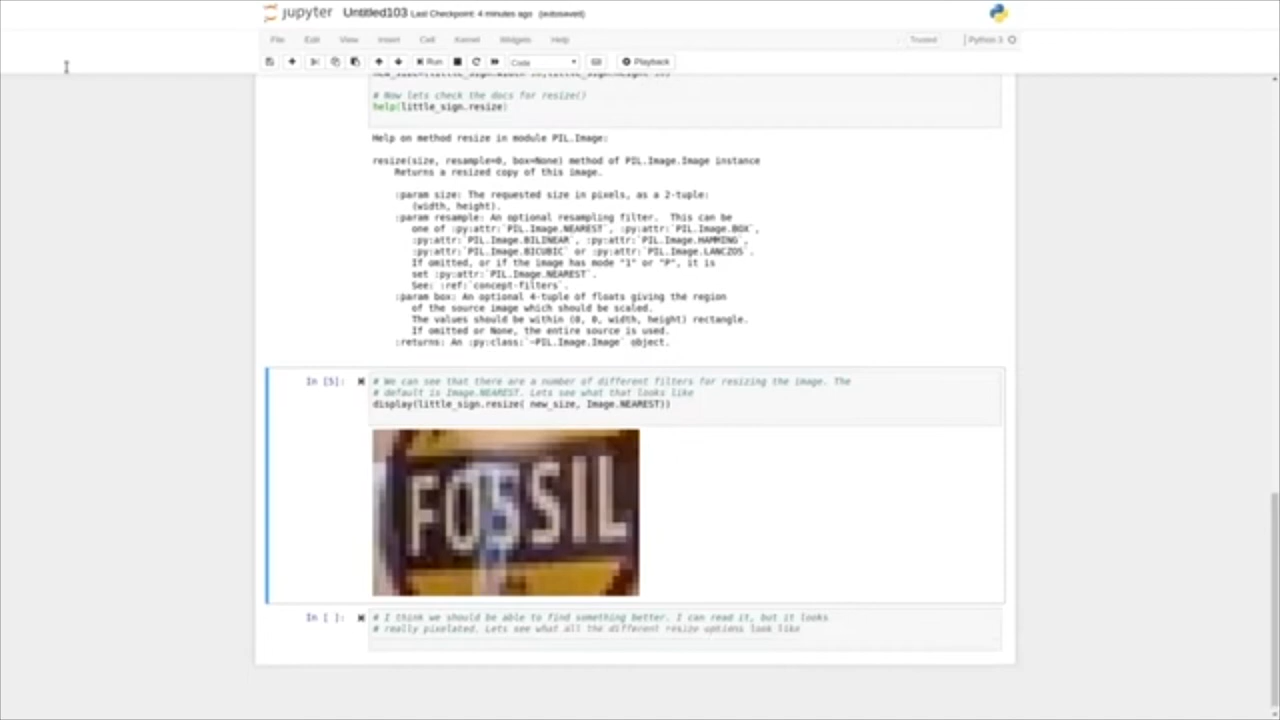 jupyter Untitled103 Last Checkpoint: 4 minutes ago (autosaved)
File Edit View Insert Cell Kernel Widgets Help Trusted Python 3
Run Code Playback
# Now lets check the docs for resize()
help(little_sign.resize)
Help on method resize in module PIL.Image:
resize(size, resample=0, box=None) method of PIL.Image.Image instance
Returns a resized copy of this image.
:param size: The requested size in pixels, as a 2-tuple:
(width, height).
:param resample: An optional resampling filter. This can be
one of :py:attr:`PIL.Image.NEAREST`, :py:attr:`PIL.Image.BOX`,
:py:attr:`PIL.Image.BILINEAR`, :py:attr:`PIL.Image.HAMMING`,
:py:attr:`PIL.Image.BICUBIC` or :py:attr:`PIL.Image.LANCZOS`.
If omitted, or if the image has mode "1" or "P", it is
set :py:attr:`PIL.Image.NEAREST`.
See: :ref:`concept-filters`.
:param box: An optional 4-tuple of floats giving the region
of the source image which should be scaled.
The values should be within (0, 0, width, height) rectangle.
If omitted or None, the entire source is used.
:returns: An :py:class:`~PIL.Image.Image` object.
In [5]: # We can see that there are a number of different filters for resizing the image. The
# default is Image.NEAREST. Lets see what that looks like
display(little_sign.resize( new_size, Image.NEAREST))
FOSSIL
In [ ]: # I think we should be able to find something better. I can read it, but it looks
# really pixelated. Lets see what all the different resize options look like